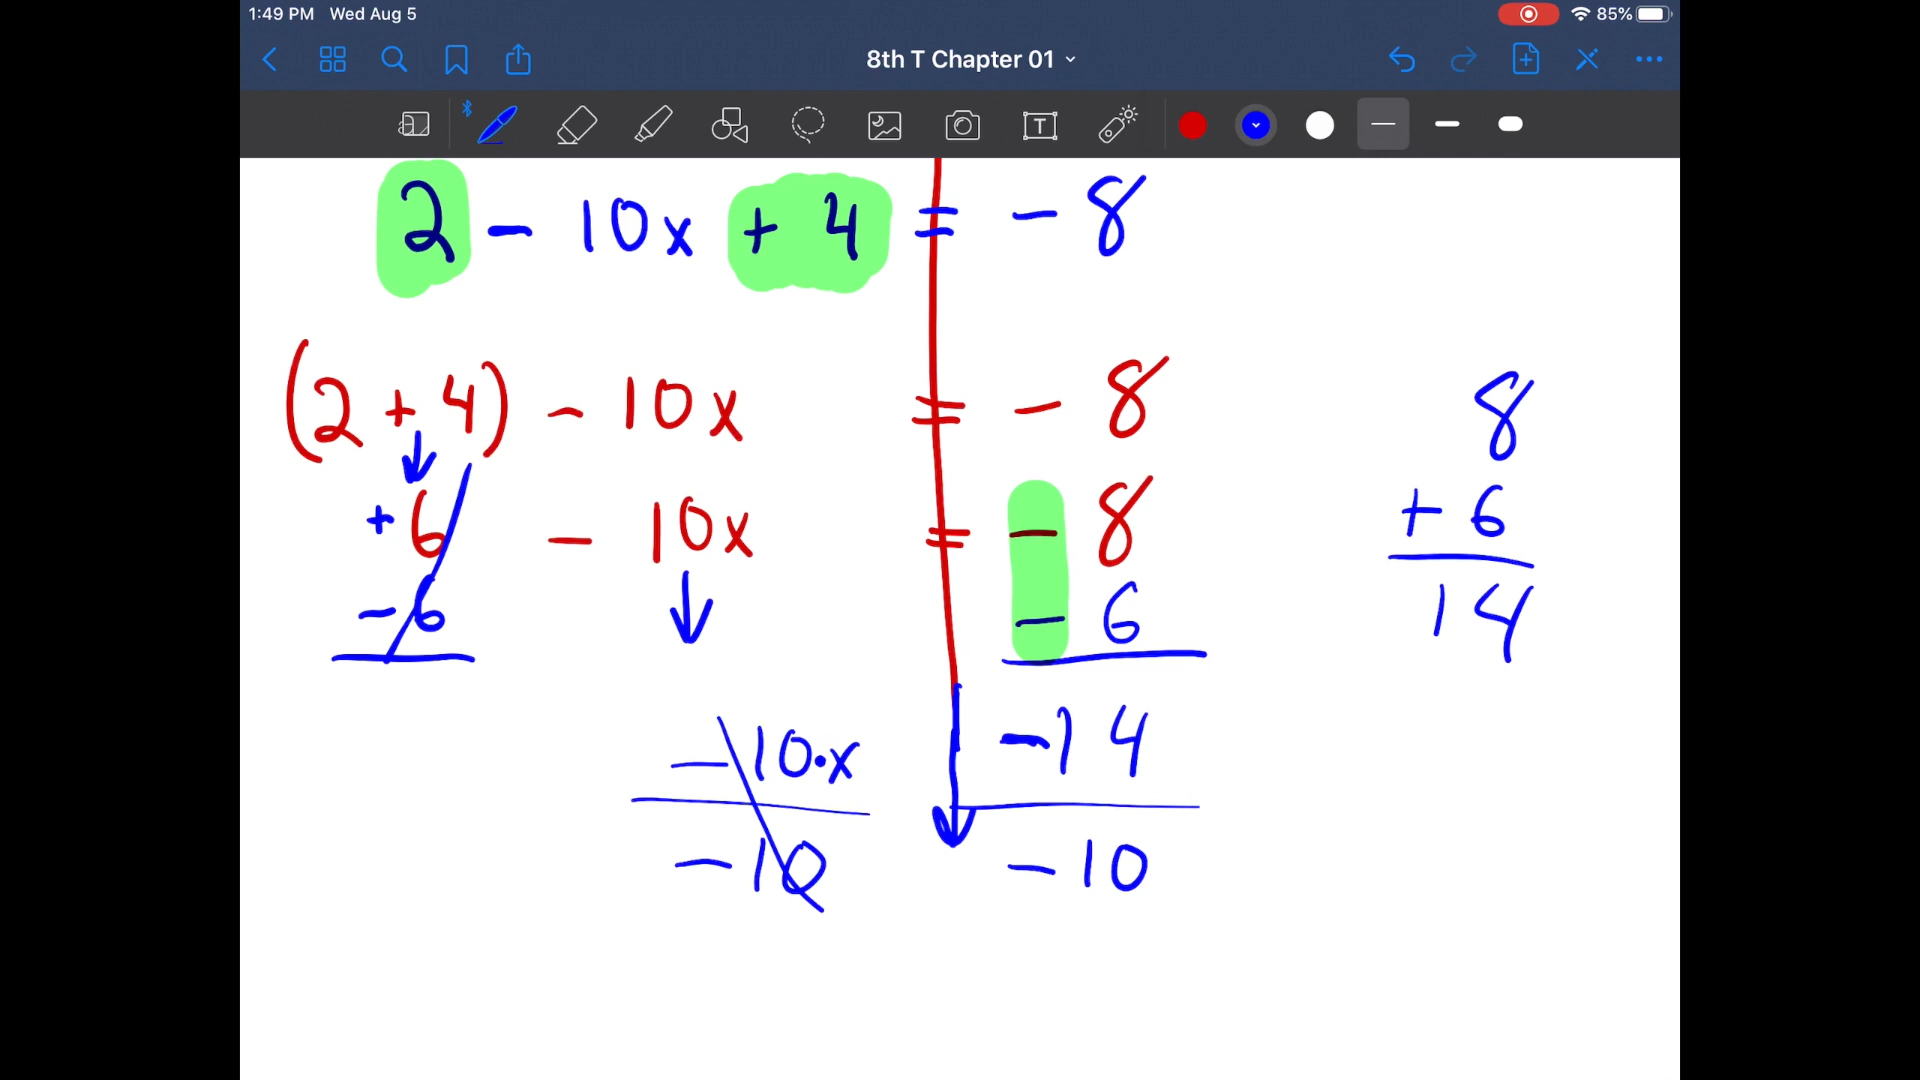 1:49 PM Wed Aug 5 85%
8th T Chapter 01
2 - 10x + 4 = - 8
(2 + 4) - 10x = - 8
+ 6 - 10x = - 8
- 6 - 6
8
+ 6
14
- 10·x - 14
- 10 - 10